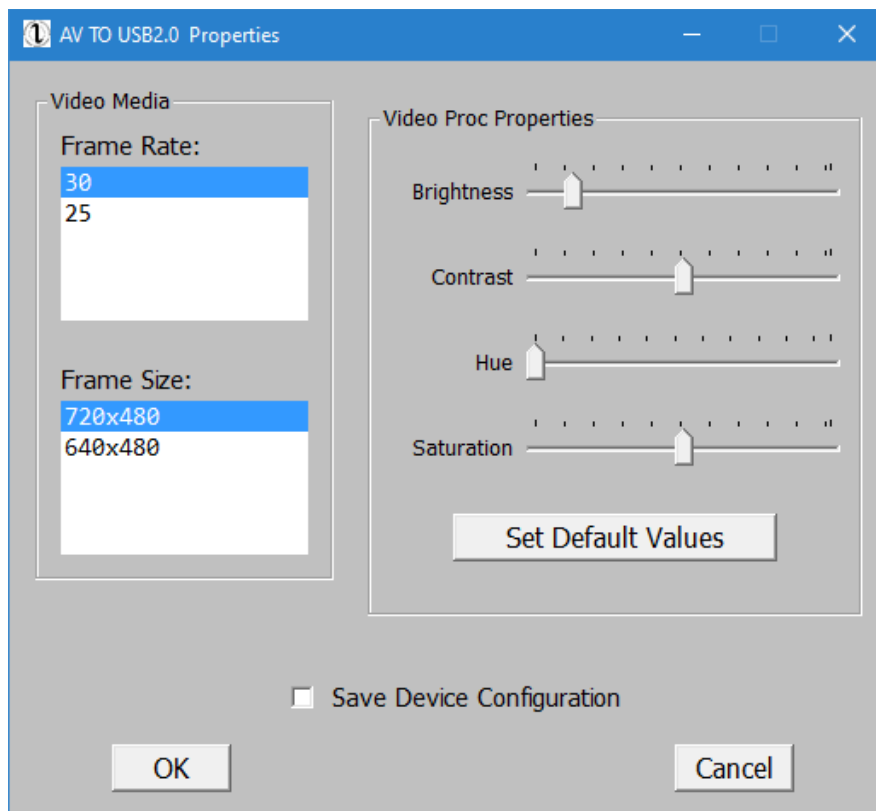 AV TO USB2.0 Properties
Video Media
Frame Rate:
30
25
Frame Size:
720x480
640x480
Video Proc Properties
Brightness
Contrast
Hue
Saturation
Set Default Values
Save Device Configuration
OK
Cancel